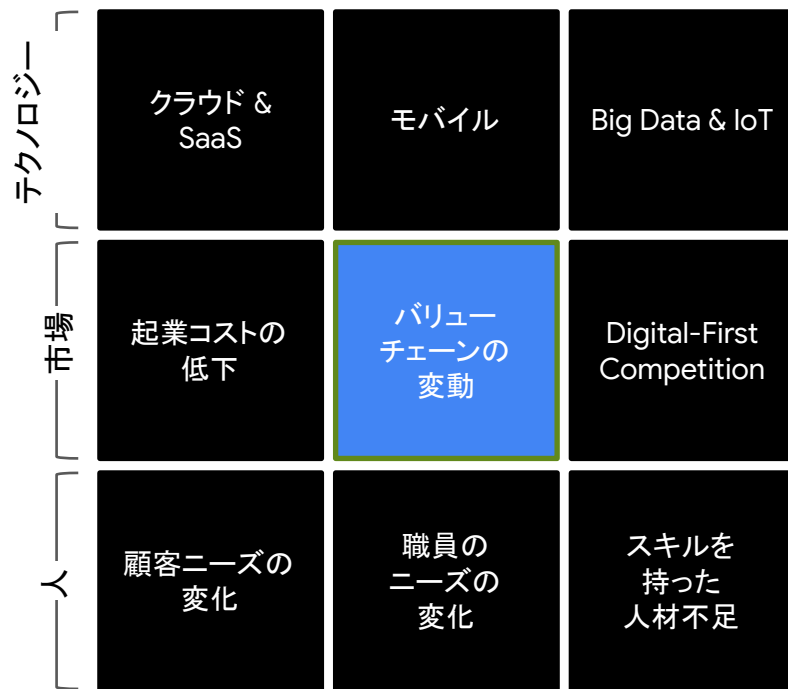 テクノロジー
クラウド &
SaaS
モバイル
Big Data & IoT
市場
起業コストの
低下
バリュー
チェーンの
変動
Digital-First
Competition
人
顧客ニーズの
変化
職員の
ニーズの
変化
スキルを
持った
人材不足